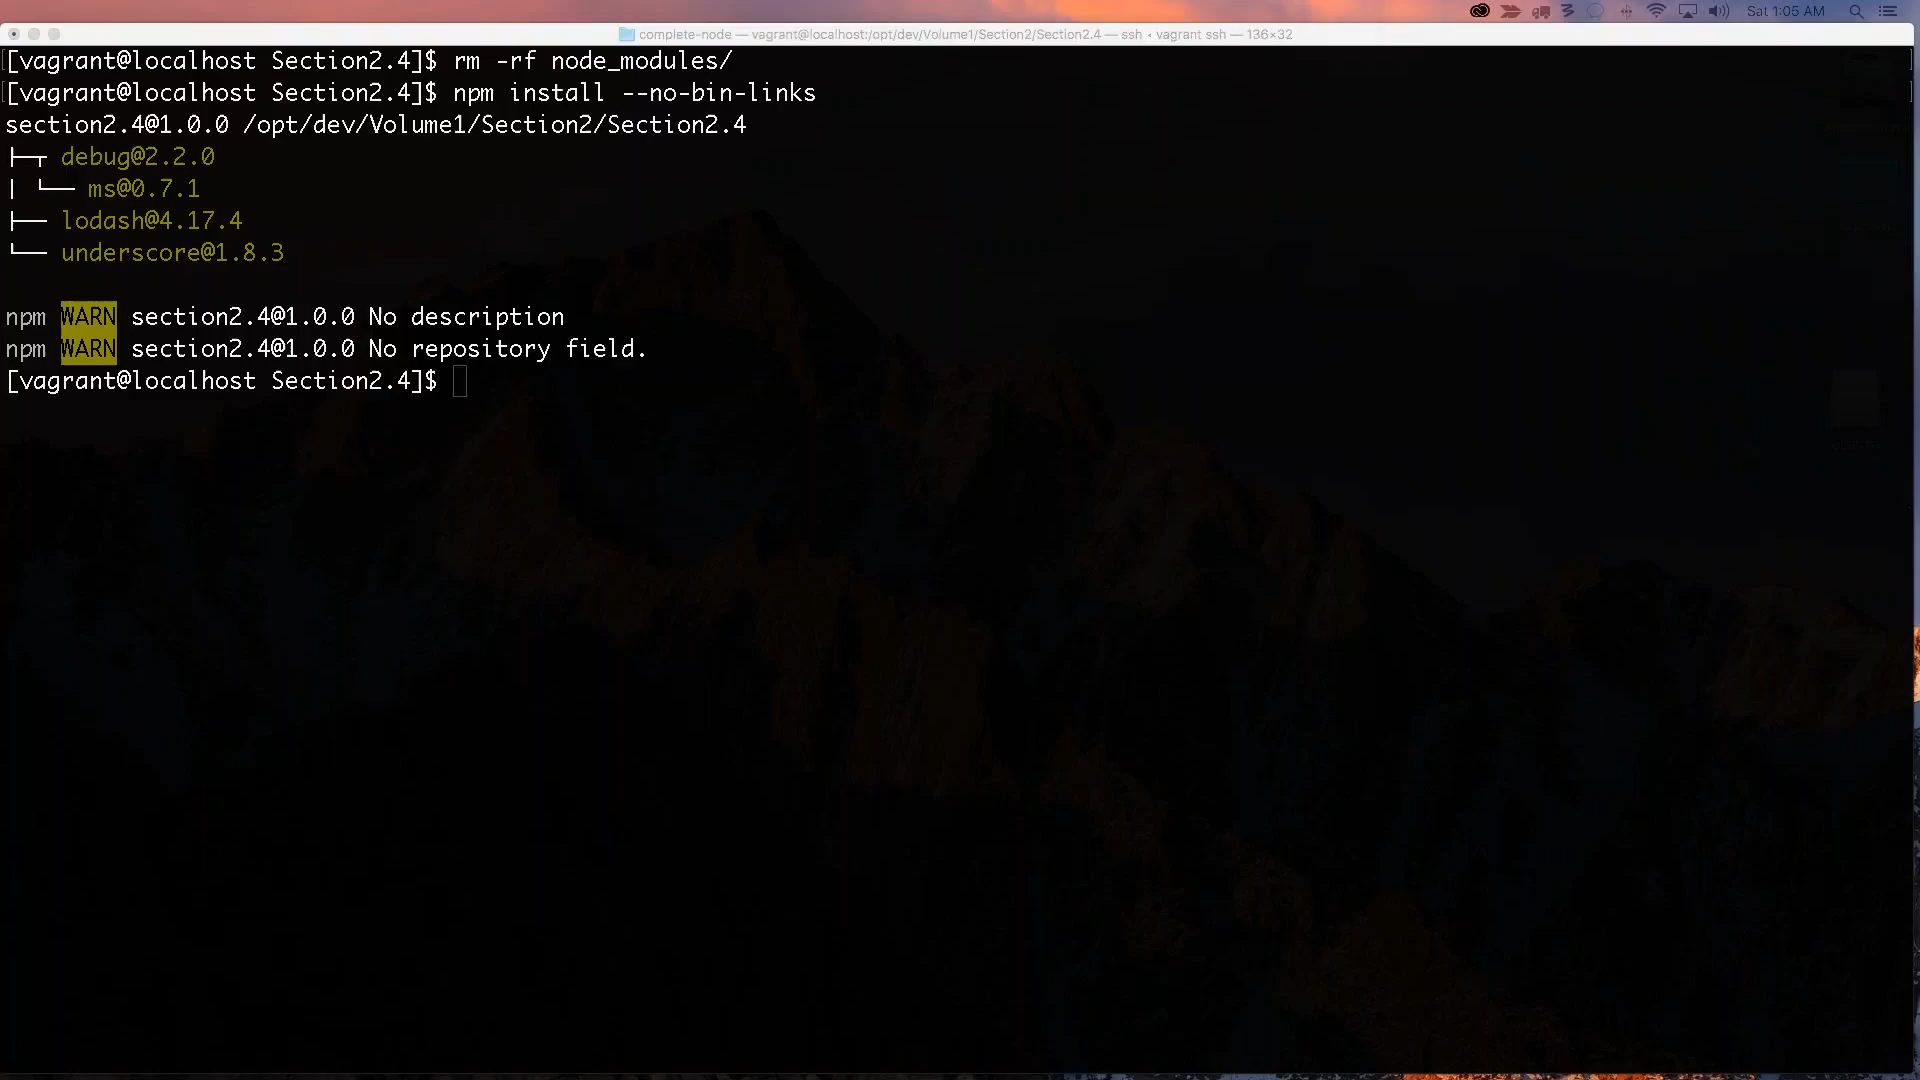 Sat 1:05 AM
complete-node — vagrant@localhost:/opt/dev/Volume1/Section2/Section2.4 — ssh • vagrant ssh — 136×32
[vagrant@localhost Section2.4]$ rm -rf node_modules/
[vagrant@localhost Section2.4]$ npm install --no-bin-links
section2.4@1.0.0 /opt/dev/Volume1/Section2/Section2.4
├─┬ debug@2.2.0
│ └── ms@0.7.1
├── lodash@4.17.4
└── underscore@1.8.3
npm WARN section2.4@1.0.0 No description
npm WARN section2.4@1.0.0 No repository field.
[vagrant@localhost Section2.4]$